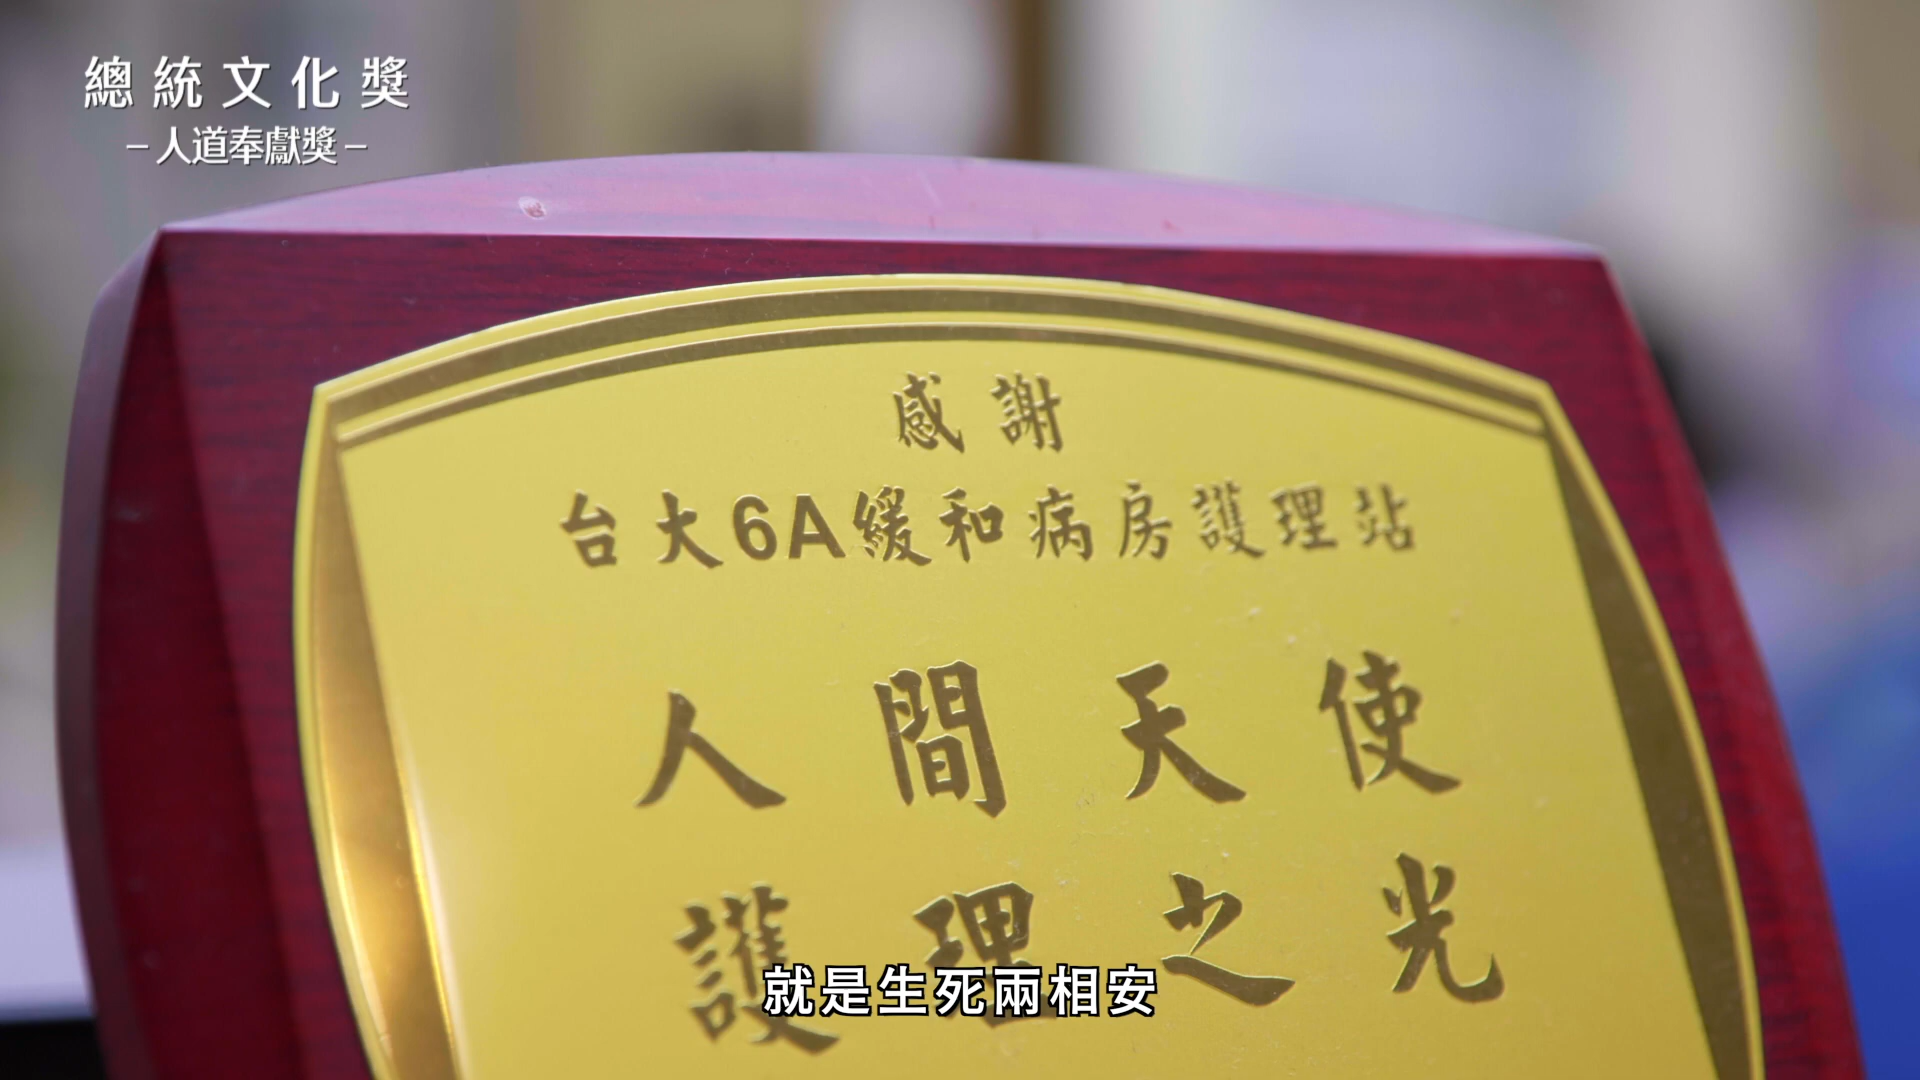 總統文化獎
–人道奉獻獎–
感謝
台大6A緩和病房護理站
人間天使
護理之光
就是生死兩相安